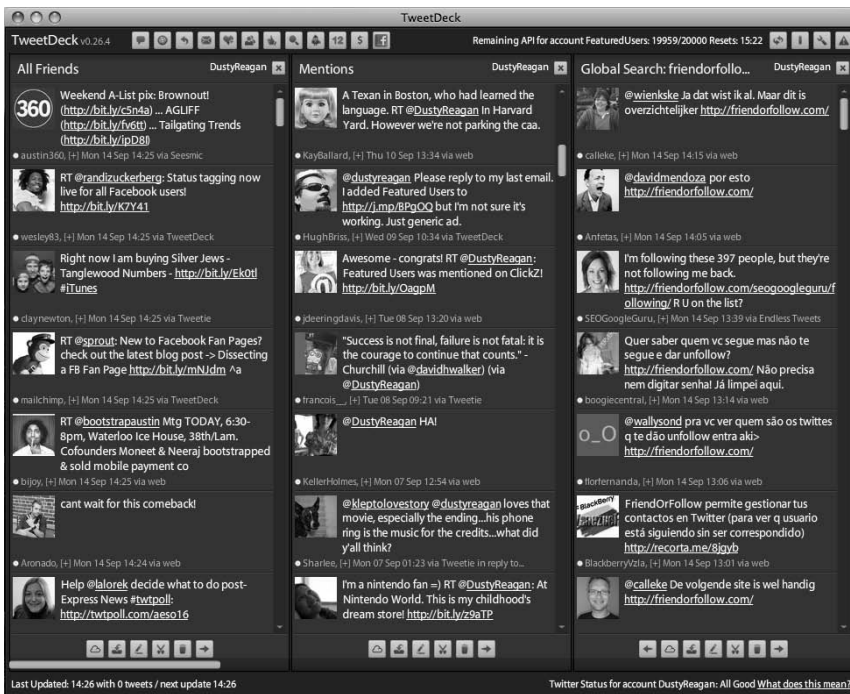 TweetDeck
TweetDeck v0.26.4
12
$
f
Remaining API for account FeaturedUsers: 19959/20000 Resets: 15:22
All Friends
DustyReagan
360
Weekend A-List pix: Brownout!
(http://bit.ly/c5n4a) ... AGLIFF
(http://bit.ly/fv6tt) ... Tailgating Trends
(http://bit.ly/ipD8l)
austin360, [+] Mon 14 Sep 14:25 via Seesmic
RT @randizuckerberg: Status tagging now
live for all Facebook users!
http://bit.ly/K7Y41
wesley83, [+] Mon 14 Sep 14:25 via TweetDeck
Right now I am buying Silver Jews -
Tanglewood Numbers - http://bit.ly/Ek0tl
#iTunes
claynewton, [+] Mon 14 Sep 14:25 via Tweetie
RT @sprout: New to Facebook Fan Pages?
check out the latest blog post -> Dissecting
a FB Fan Page http://bit.ly/mNJdm ^a
mailchimp, [+] Mon 14 Sep 14:25 via TweetDeck
RT @bootstrapaustin Mtg TODAY, 6:30-
8pm, Waterloo Ice House, 38th/Lam.
Cofounders Moneet & Neeraj bootstrapped
& sold mobile payment co
bijoy, [+] Mon 14 Sep 14:25 via web
cant wait for this comeback!
Aronado, [+] Mon 14 Sep 14:24 via web
Help @lalorek decide what to do post-
Express News #twtpoll:
http://twtpoll.com/aeso16
Mentions
DustyReagan
A Texan in Boston, who had learned the
language. RT @DustyReagan In Harvard
Yard. However we're not parking the caa.
KayBallard, [+] Thu 10 Sep 13:34 via web
@dustyreagan Please reply to my last email.
I added Featured Users to
http://j.mp/BPgOQ but I'm not sure it's
working. Just generic ad.
HughBriss, [+] Wed 09 Sep 10:34 via TweetDeck
Awesome - congrats! RT @DustyReagan:
Featured Users was mentioned on ClickZ!
http://bit.ly/OagpM
jdeeringdavis, [+] Tue 08 Sep 13:20 via web
"Success is not final, failure is not fatal: it is
the courage to continue that counts." -
Churchill (via @davidhwalker) (via
@DustyReagan)
francois__, [+] Tue 08 Sep 09:21 via Tweetie
@DustyReagan HA!
KellerHolmes, [+] Mon 07 Sep 12:54 via web
@kleptolovestory @dustyreagan loves that
movie, especially the ending...his phone
ring is the music for the credits...what did
y'all think?
Sharlee, [+] Mon 07 Sep 01:23 via Tweetie in reply to...
I'm a nintendo fan =) RT @DustyReagan: At
Nintendo World. This is my childhood's
dream store! http://bit.ly/z9aTP
Global Search: friendorfollo...
DustyReagan
@wienkske Ja dat wist ik al. Maar dit is
overzichtelijker http://friendorfollow.com/
calleke, [+] Mon 14 Sep 14:15 via web
@davidmendoza por esto
http://friendorfollow.com/
Anfetas, [+] Mon 14 Sep 14:05 via web
I'm following these 397 people, but they're
not following me back.
http://friendorfollow.com/seogoogleguru/f
ollowing/ R U on the list?
SEOGoogleGuru, [+] Mon 14 Sep 13:39 via Endless Tweets
Quer saber quem vc segue mas não te
segue e dar unfollow?
http://friendorfollow.com/ Não precisa
nem digitar senha! Já limpei aqui.
boogiecentral, [+] Mon 14 Sep 13:14 via web
o_O
@wallysond pra vc ver quem são os twittes
q te dão unfollow entra aki>
http://friendorfollow.com/
florfernanda, [+] Mon 14 Sep 13:06 via web
#BlackBerry
FriendOrFollow permite gestionar tus
contactos en Twitter (para ver q usuario
está siguiendo sin ser correspondido)
http://recorta.me/8jgyb
BlackberryVzla, [+] Mon 14 Sep 13:01 via web
@calleke De volgende site is wel handig
http://friendorfollow.com/
Last Updated: 14:26 with 0 tweets / next update 14:26
Twitter Status for account DustyReagan: All Good What does this mean?